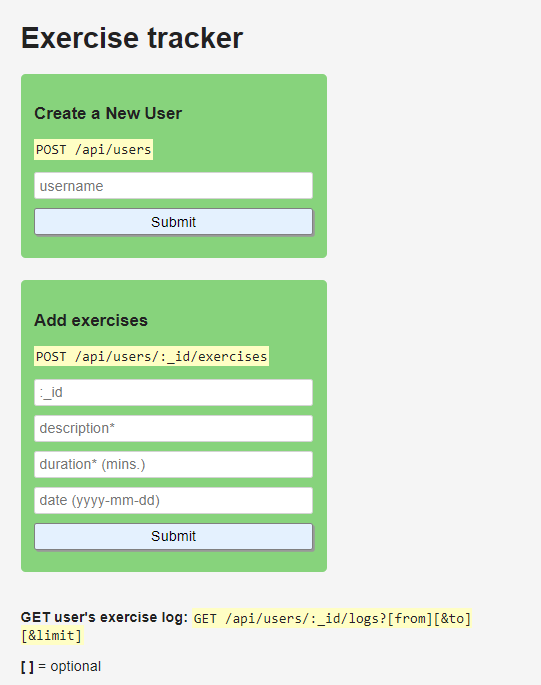 Exercise tracker
Create a New User
POST /api/users
username
Submit
Add exercises
POST /api/users/:_id/exercises
:_id
description*
duration* (mins.)
date (yyyy-mm-dd)
Submit
GET user's exercise log: GET /api/users/:_id/logs?[from][&to]
[&limit]
[ ] = optional